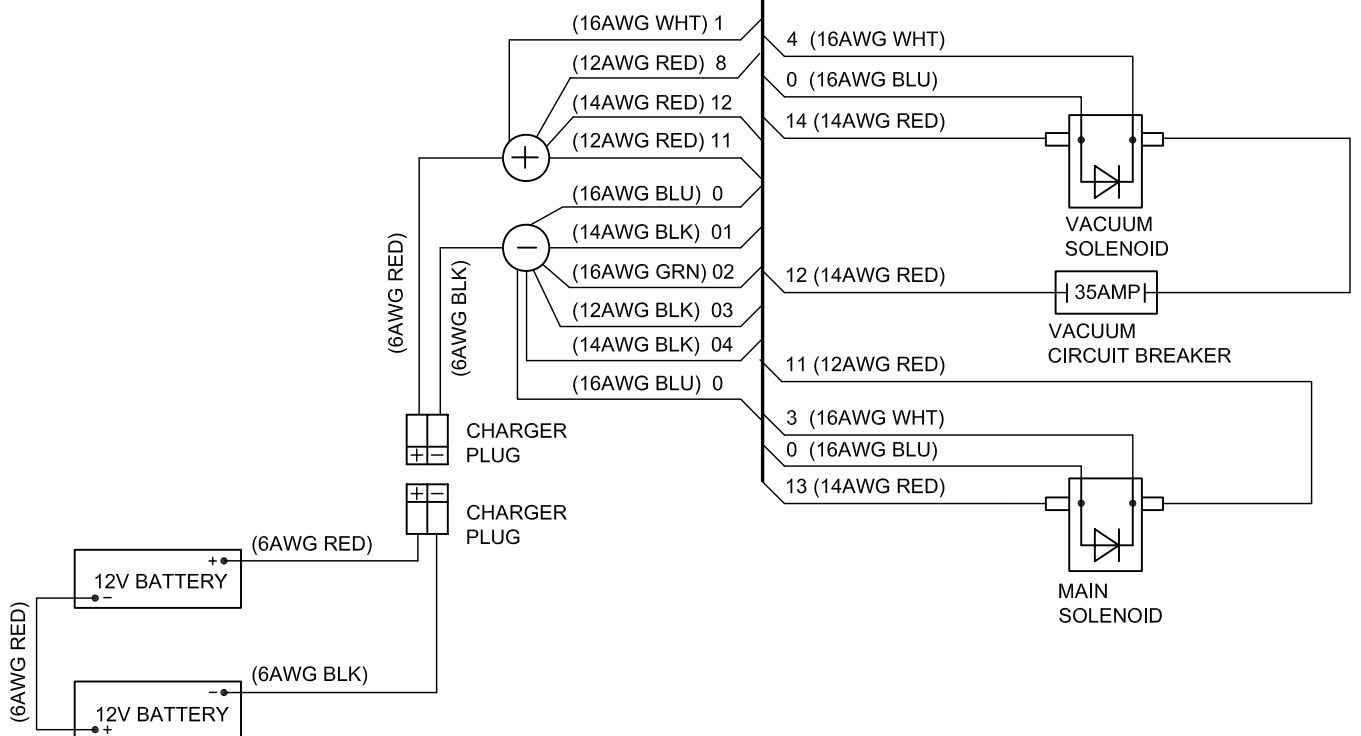 (16AWG WHT) 1
(12AWG RED) 8
(14AWG RED) 12
(12AWG RED) 11
(16AWG BLU) 0
(14AWG BLK) 01
(16AWG GRN) 02
(12AWG BLK) 03
(14AWG BLK) 04
(16AWG BLU) 0
+
−
(6AWG RED)
(6AWG BLK)
4 (16AWG WHT)
0 (16AWG BLU)
14 (14AWG RED)
VACUUM
SOLENOID
12 (14AWG RED)
35AMP
VACUUM
CIRCUIT BREAKER
11 (12AWG RED)
3 (16AWG WHT)
0 (16AWG BLU)
13 (14AWG RED)
MAIN
SOLENOID
CHARGER
PLUG
+ −
+ −
CHARGER
PLUG
(6AWG RED)
+
12V BATTERY
−
(6AWG RED)
(6AWG BLK)
−
12V BATTERY
+